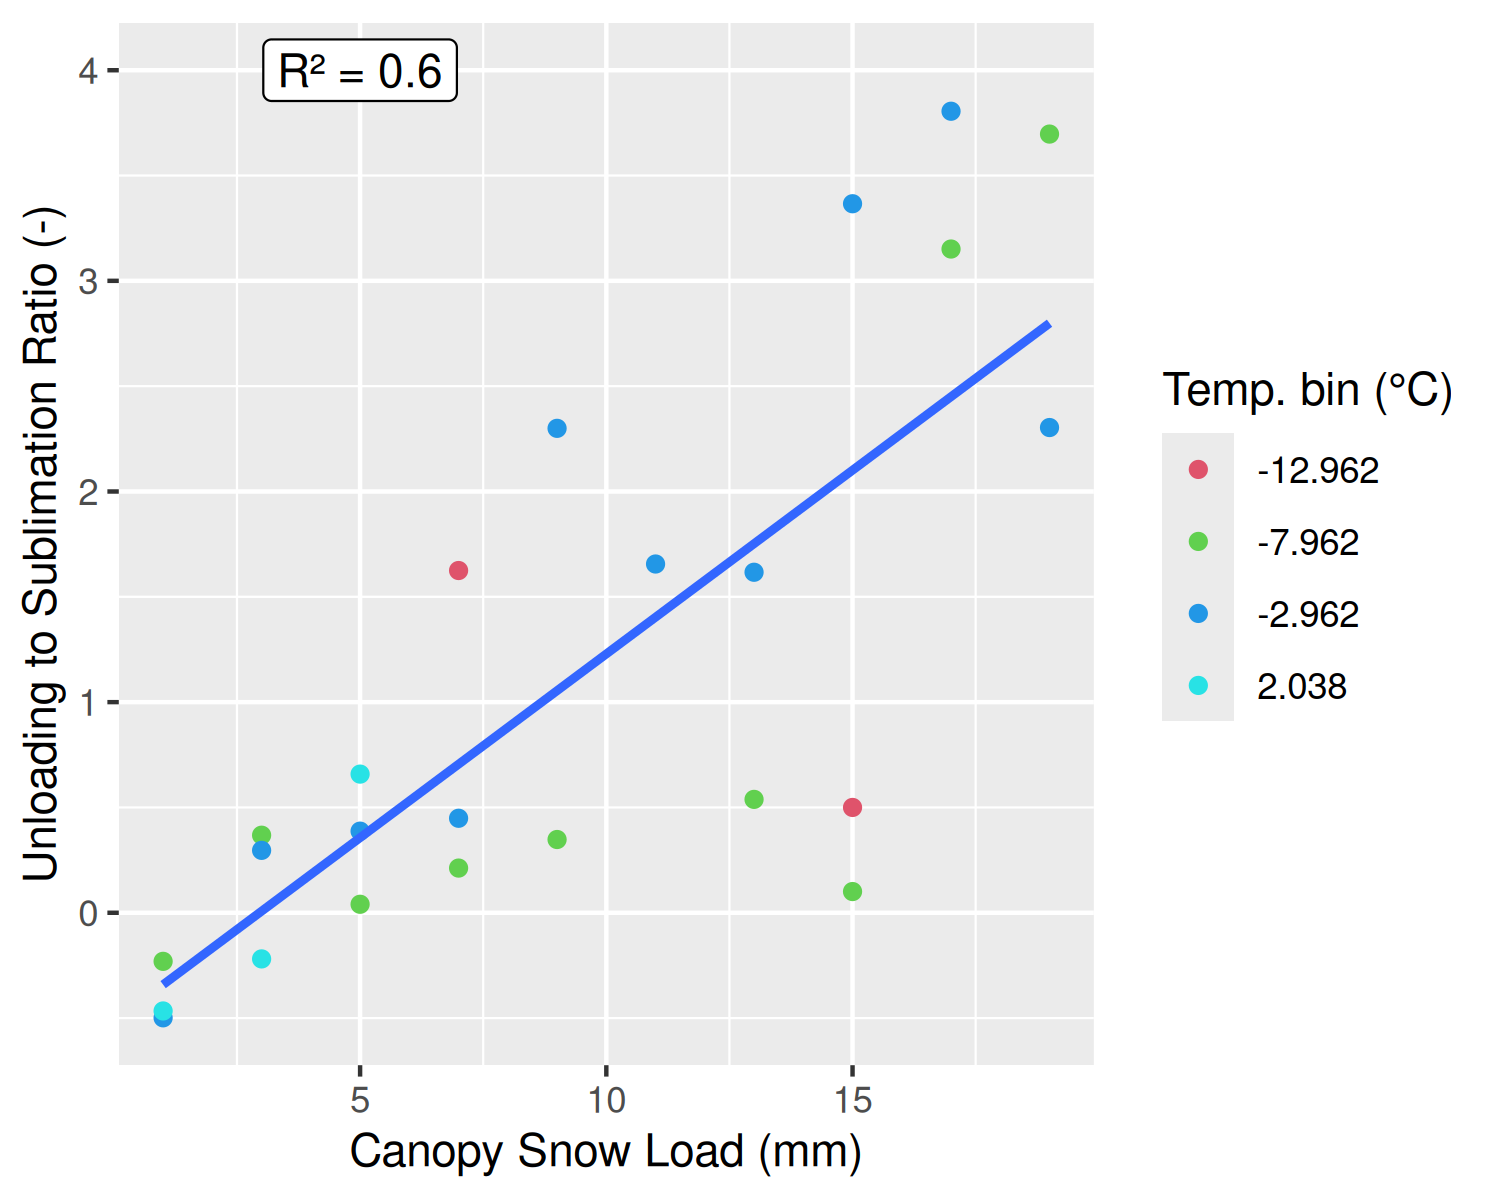 R² = 0.6
4
3
2
1
0
Unloading to Sublimation Ratio (-)
5 10 15
Canopy Snow Load (mm)
Temp. bin (°C)
-12.962
-7.962
-2.962
2.038